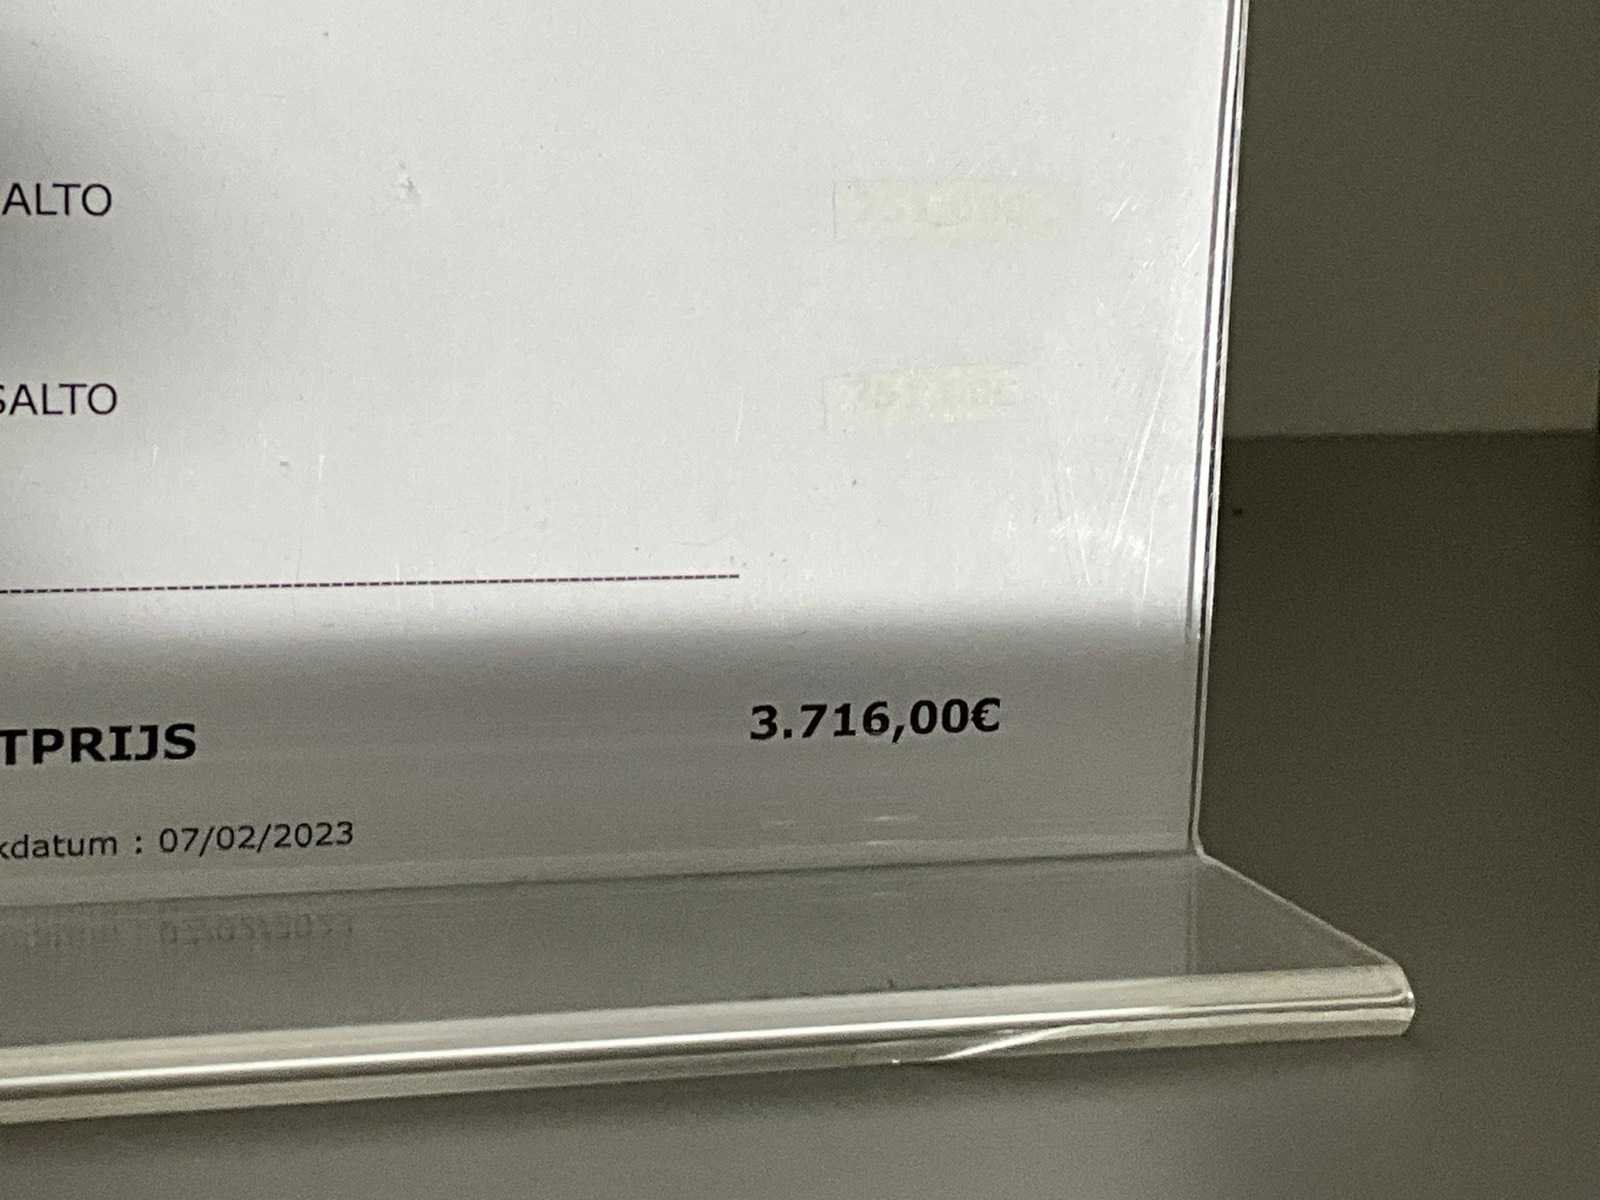 ALTO
SALTO
TPRIJS 3.716,00€
kdatum : 07/02/2023